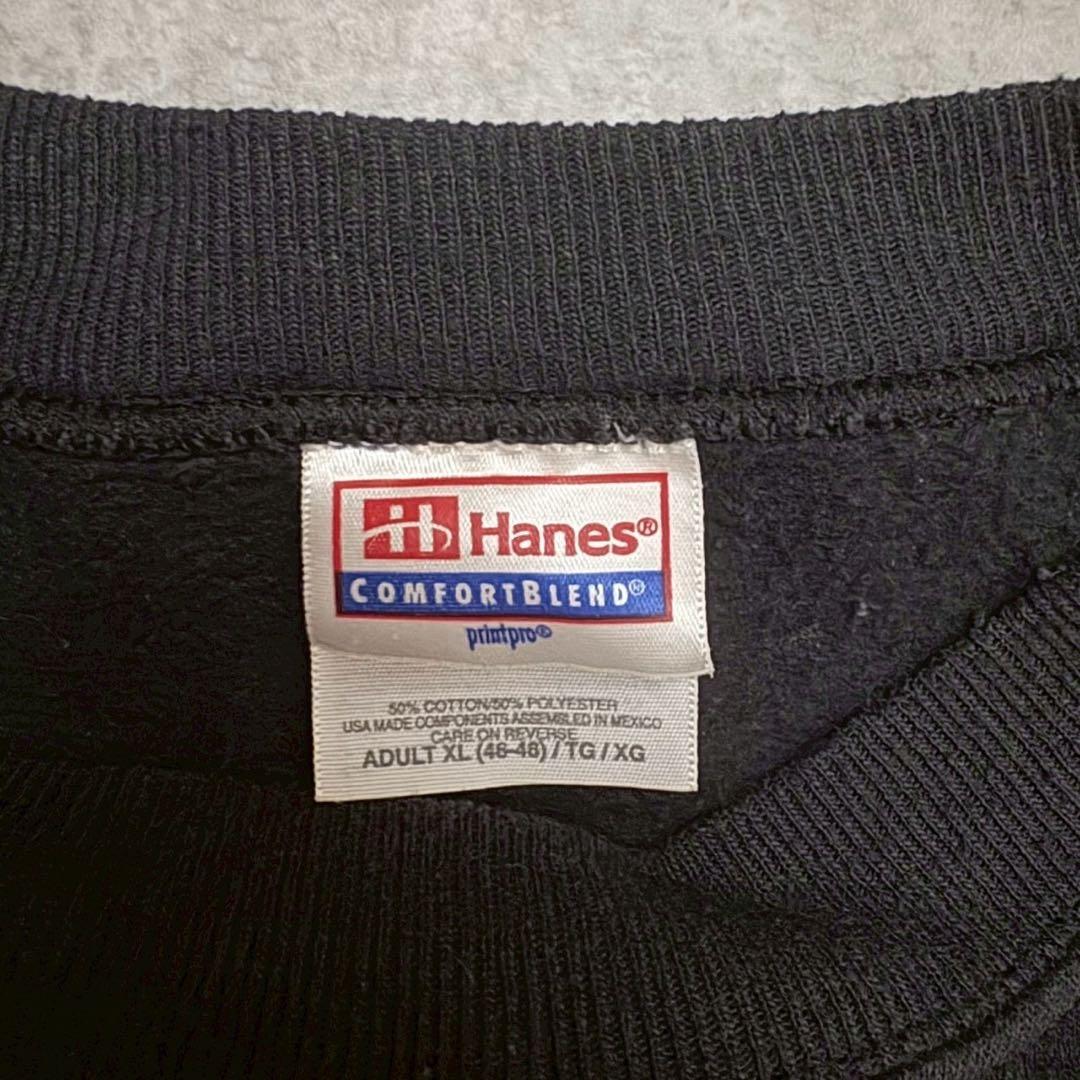 Hanes®
COMFORTBLEND®
printpro®
50% COTTON/50% POLYESTER
USA MADE COMPONENTS ASSEMBLED IN MEXICO
CARE ON REVERSE
ADULT XL (46-48) / TG / XG